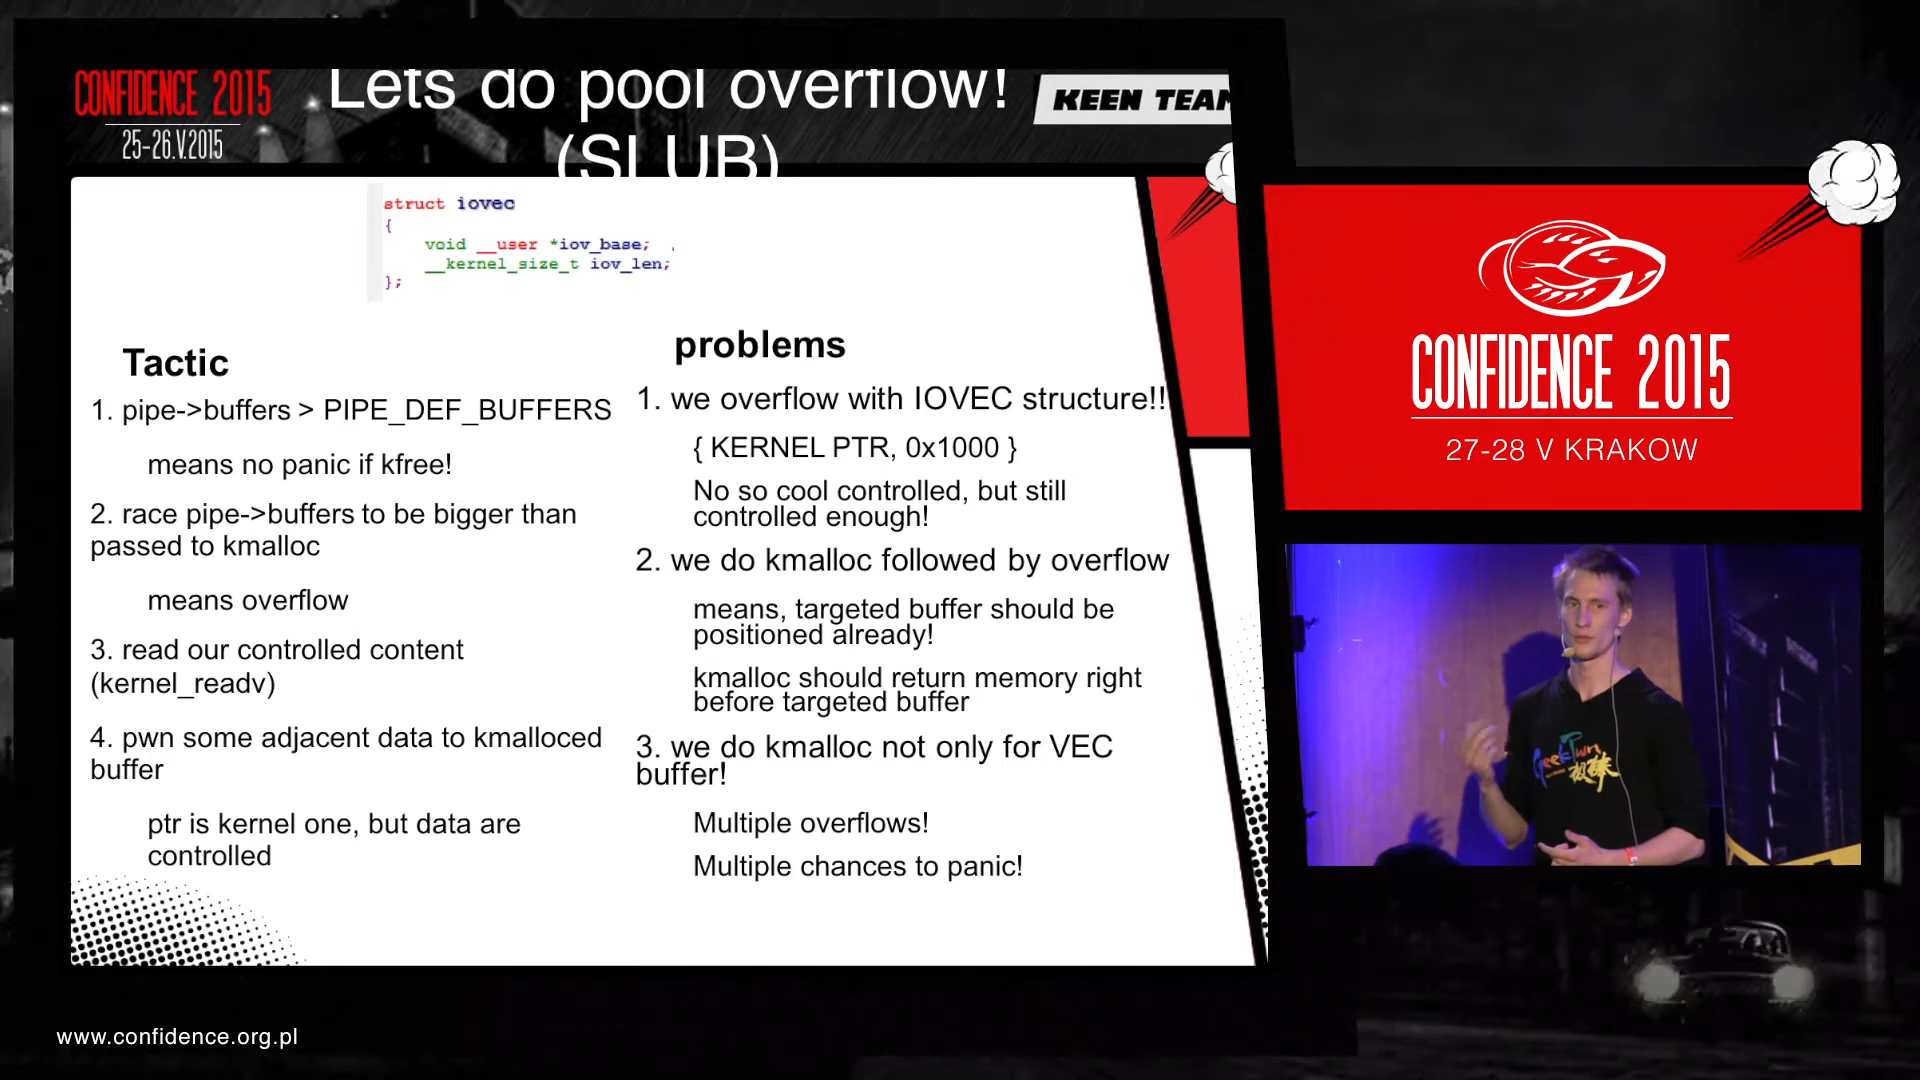 CONFIDENCE 2015
25-26.V.2015
Lets do pool overflow!
(SLUB)
KEEN TEAM
struct iovec
{
void __user *iov_base;
__kernel_size_t iov_len;
};
Tactic
1. pipe->buffers > PIPE_DEF_BUFFERS
means no panic if kfree!
2. race pipe->buffers to be bigger than
passed to kmalloc
means overflow
3. read our controlled content
(kernel_readv)
4. pwn some adjacent data to kmalloced
buffer
ptr is kernel one, but data are
controlled
problems
1. we overflow with IOVEC structure!!
{ KERNEL PTR, 0x1000 }
No so cool controlled, but still
controlled enough!
2. we do kmalloc followed by overflow
means, targeted buffer should be
positioned already!
kmalloc should return memory right
before targeted buffer
3. we do kmalloc not only for VEC
buffer!
Multiple overflows!
Multiple chances to panic!
CONFIDENCE 2015
27-28 V KRAKOW
GeekPwn
极棒
www.confidence.org.pl